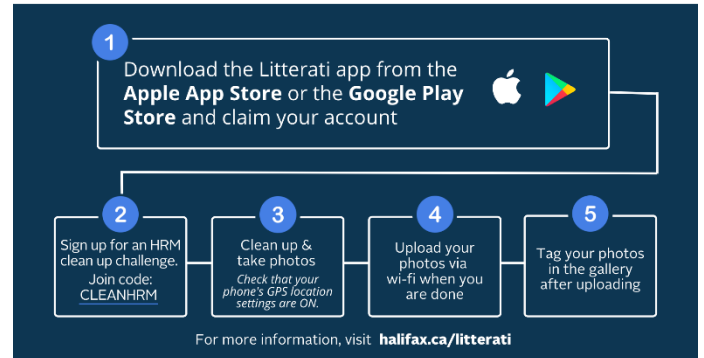 1
Download the Litterati app from the
Apple App Store or the Google Play
Store and claim your account
2
Sign up for an HRM
clean up challenge.
Join code:
CLEANHRM
3
Clean up &
take photos
Check that your
phone's GPS location
settings are ON.
4
Upload your
photos via
wi-fi when you
are done
5
Tag your photos
in the gallery
after uploading
For more information, visit halifax.ca/litterati